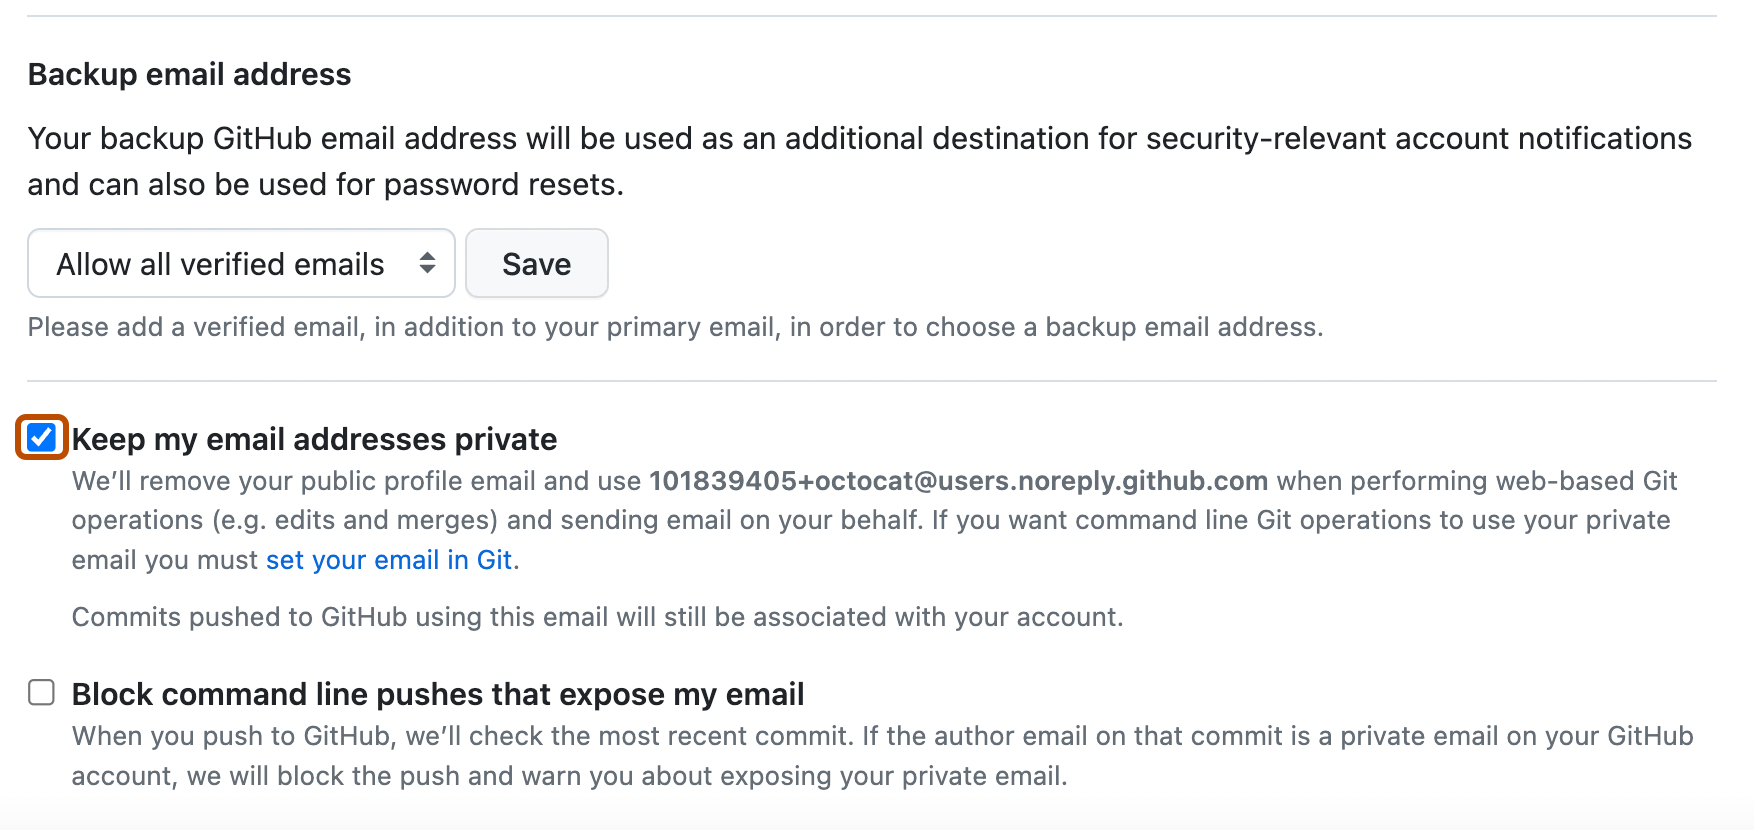 Backup email address
Your backup GitHub email address will be used as an additional destination for security-relevant account notifications
and can also be used for password resets.
Allow all verified emails
Save
Please add a verified email, in addition to your primary email, in order to choose a backup email address.
Keep my email addresses private
We’ll remove your public profile email and use 101839405+octocat@users.noreply.github.com when performing web-based Git
operations (e.g. edits and merges) and sending email on your behalf. If you want command line Git operations to use your private
email you must set your email in Git.
Commits pushed to GitHub using this email will still be associated with your account.
Block command line pushes that expose my email
When you push to GitHub, we’ll check the most recent commit. If the author email on that commit is a private email on your GitHub
account, we will block the push and warn you about exposing your private email.